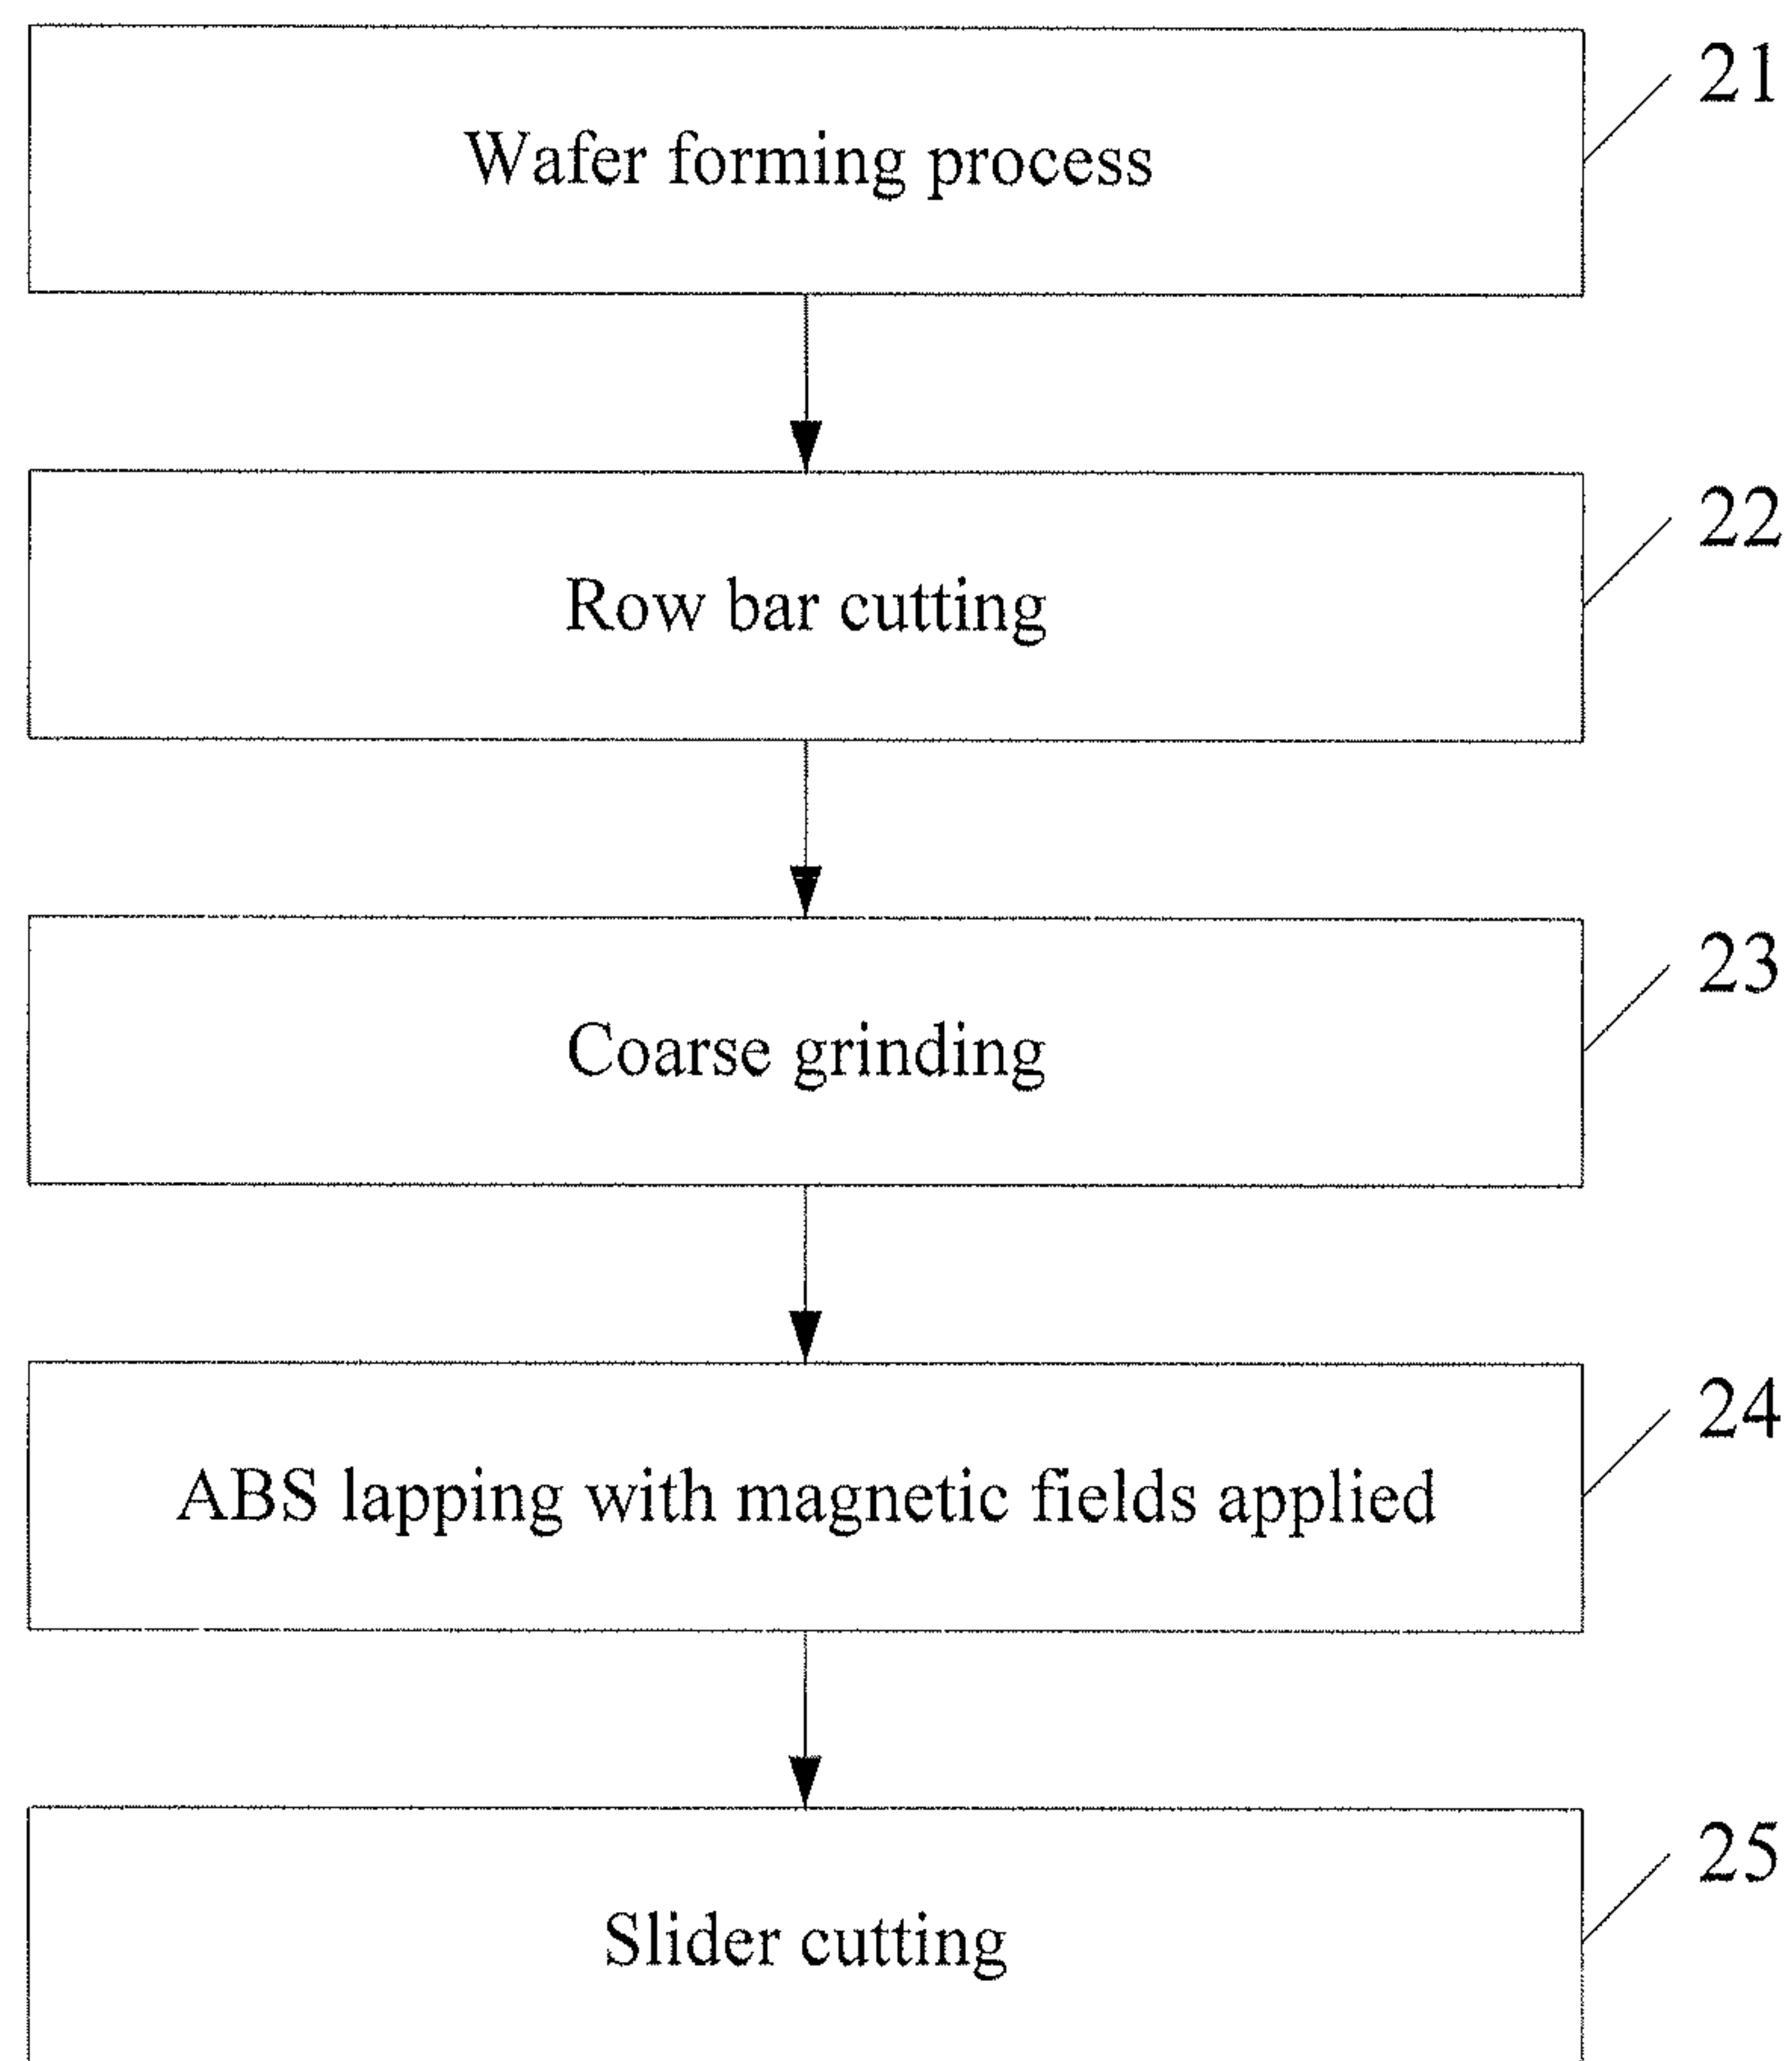 21
Wafer forming process
22
Row bar cutting
23
Coarse grinding
24
ABS lapping with magnetic fields applied
25
Slider cutting